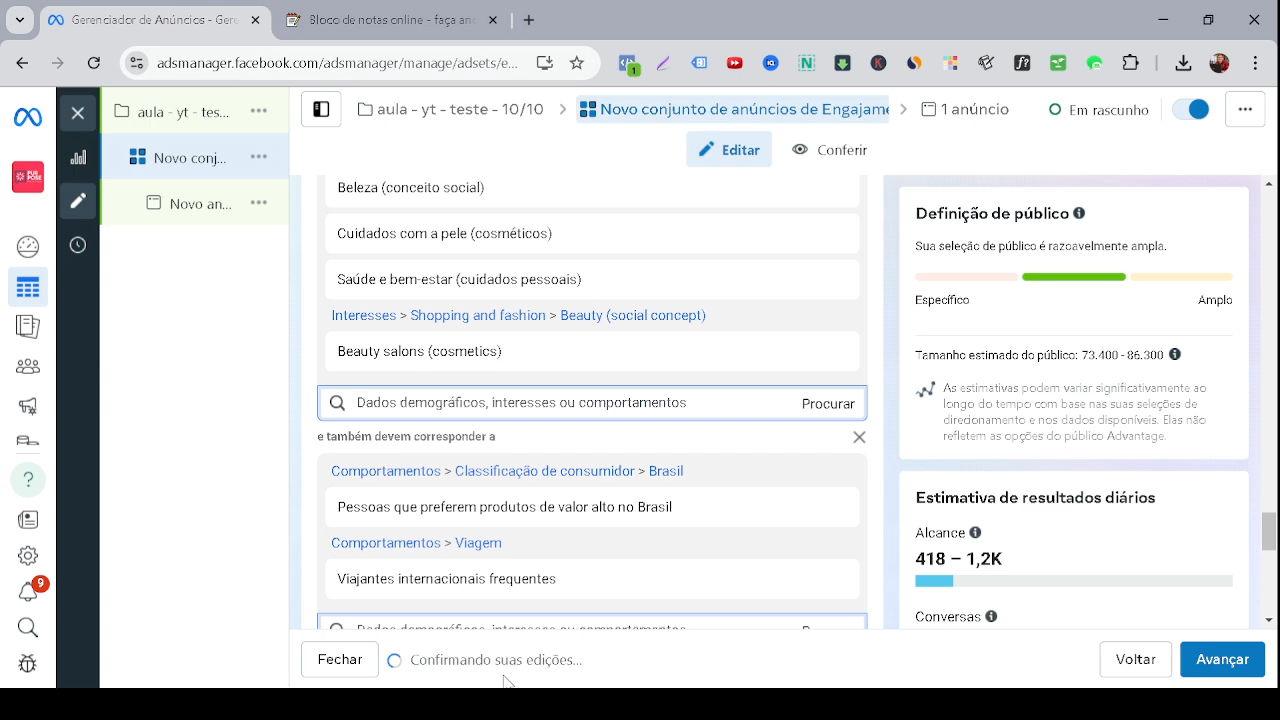 Gerenciador de Anúncios - Gere
Bloco de notas online - faça ano
adsmanager.facebook.com/adsmanager/manage/adsets/e...
1
aula - yt - tes...
Novo conj...
Novo an...
9
aula - yt - teste - 10/10
Novo conjunto de anúncios de Engajame
1 anúncio
Em rascunho
Editar
Conferir
Beleza (conceito social)
Cuidados com a pele (cosméticos)
Saúde e bem-estar (cuidados pessoais)
Interesses > Shopping and fashion > Beauty (social concept)
Beauty salons (cosmetics)
Dados demográficos, interesses ou comportamentos
Procurar
e também devem corresponder a
Comportamentos > Classificação de consumidor > Brasil
Pessoas que preferem produtos de valor alto no Brasil
Comportamentos > Viagem
Viajantes internacionais frequentes
Dados demográficos, interesses ou comportamentos
Definição de público
Sua seleção de público é razoavelmente ampla.
Específico
Amplo
Tamanho estimado do público: 73.400 - 86.300
As estimativas podem variar significativamente ao
longo do tempo com base nas suas seleções de
direcionamento e nos dados disponíveis. Elas não
refletem as opções do público Advantage.
Estimativa de resultados diários
Alcance
418 – 1,2K
Conversas
Fechar
Confirmando suas edições...
Voltar
Avançar